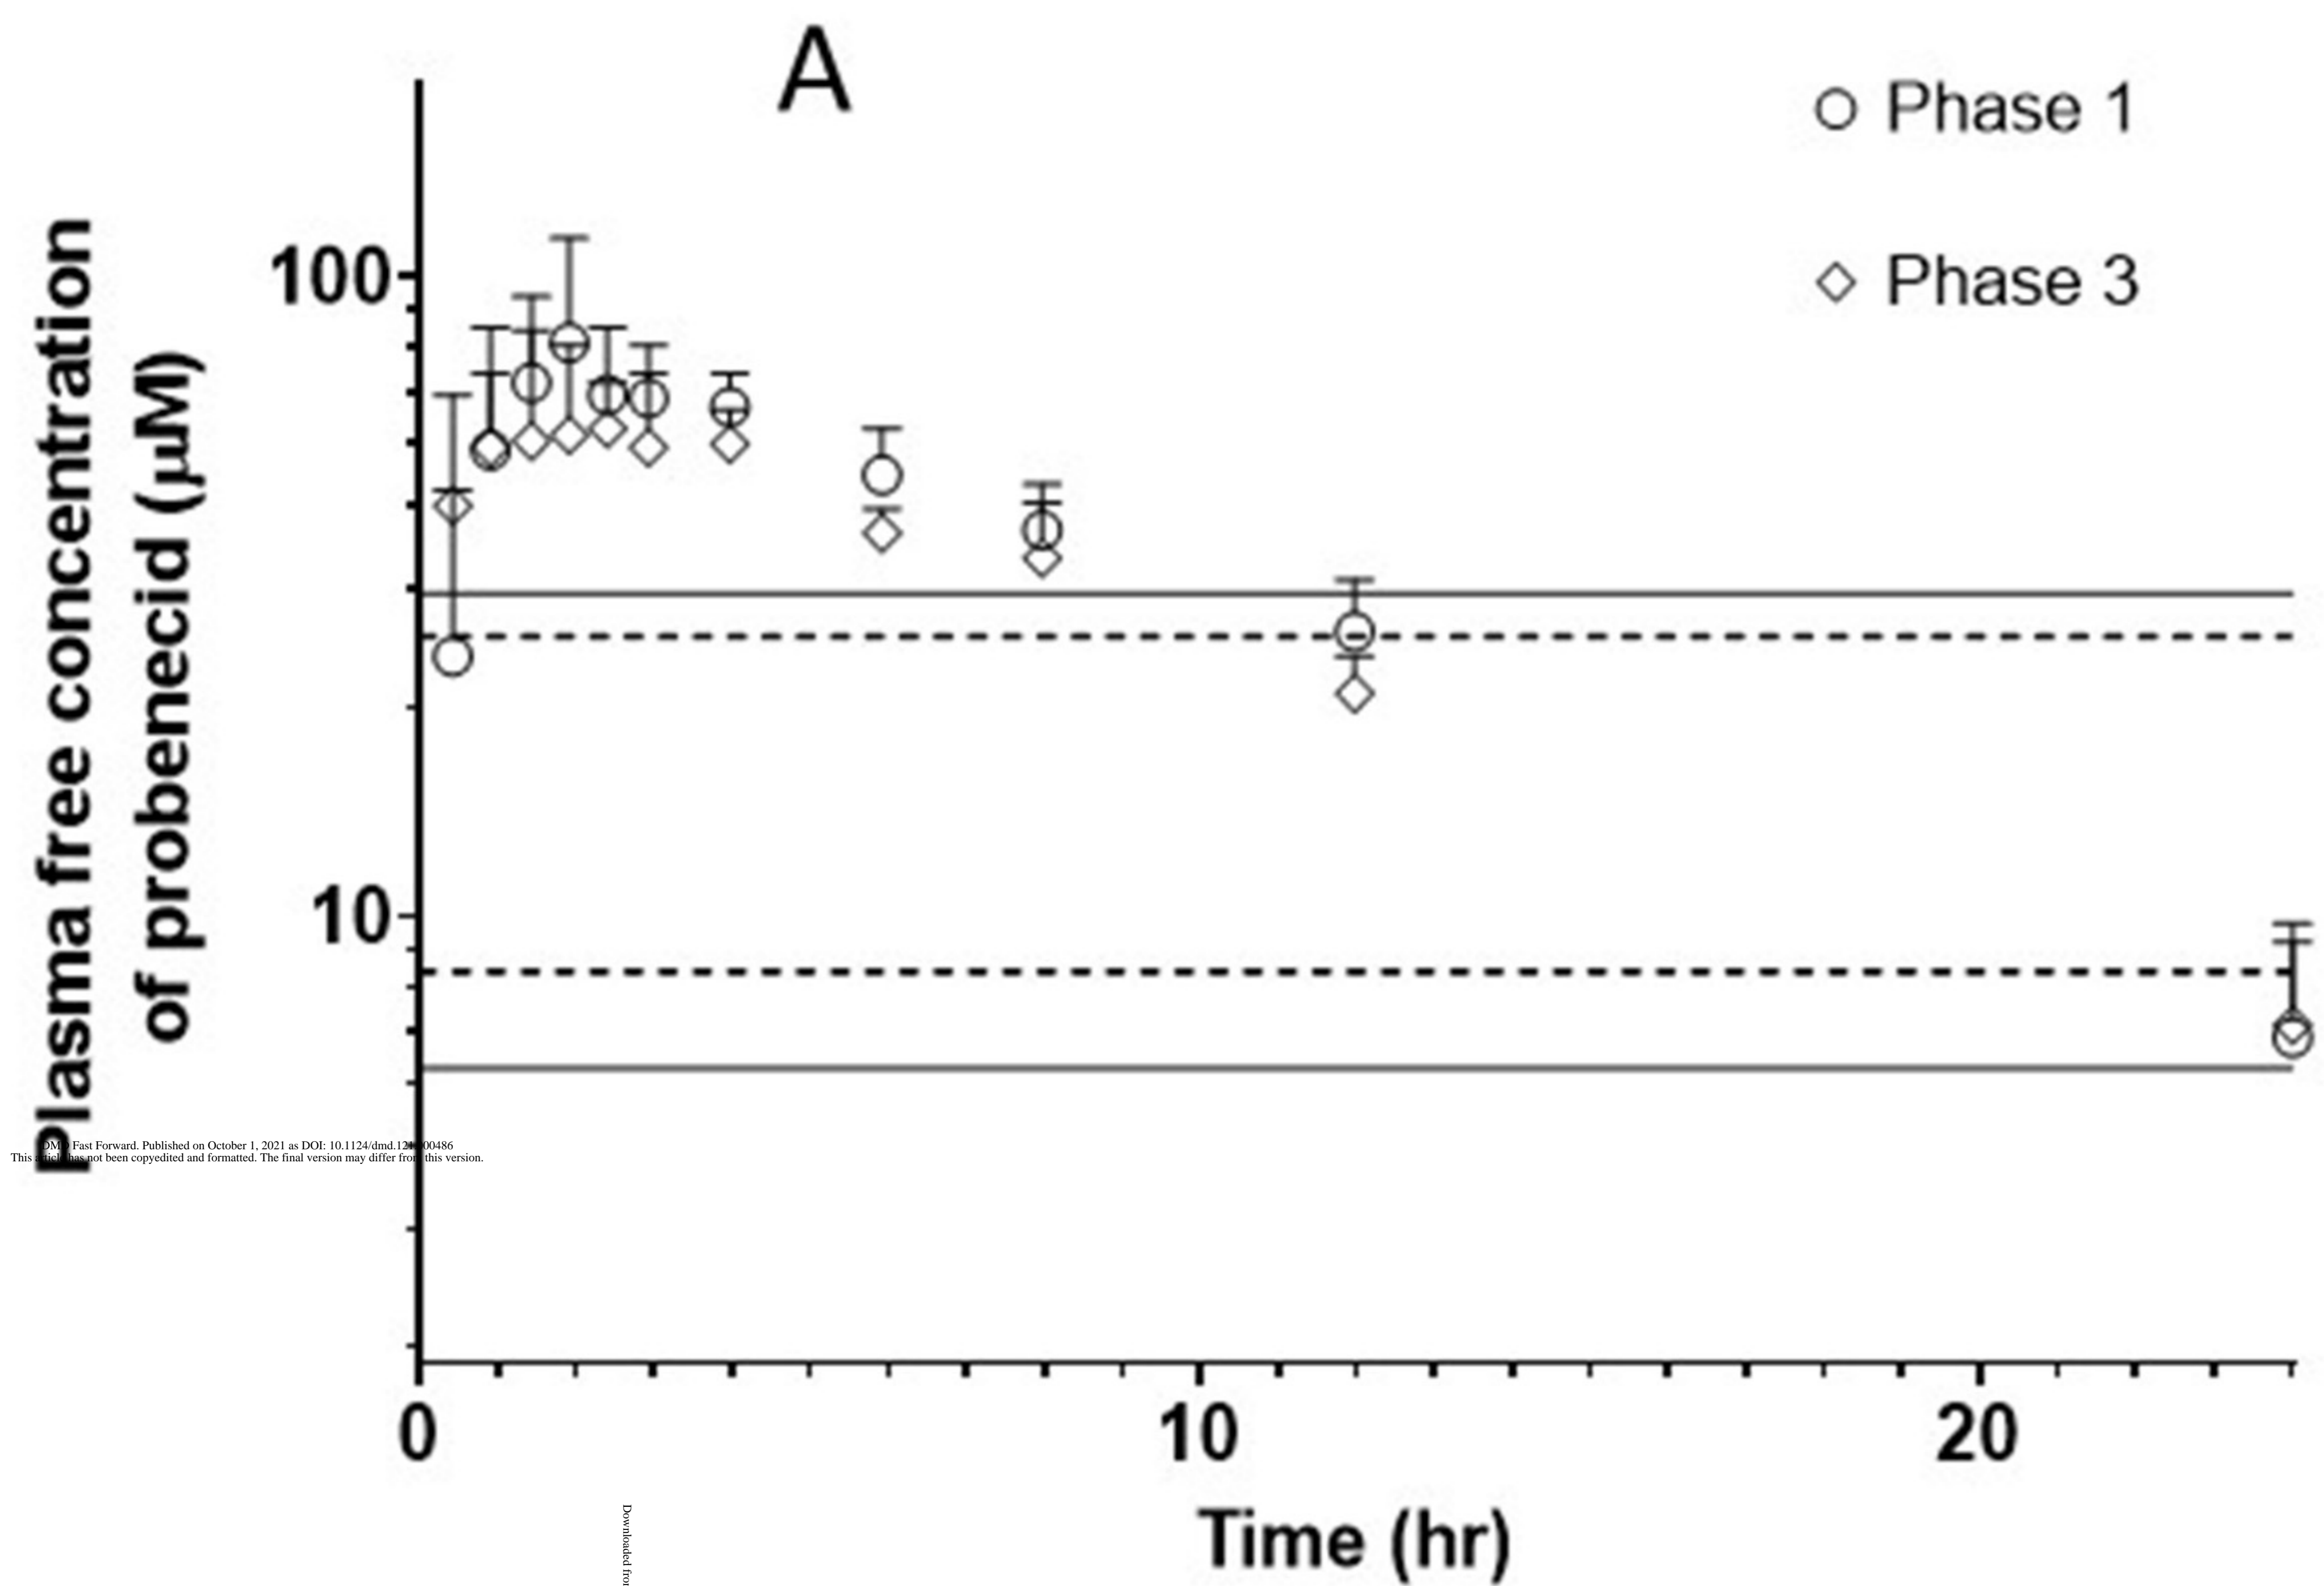 A
Phase 1
Phase 3
Plasma free concentration
of probenecid (µM)
100
10
0
10
20
Time (hr)
DMD Fast Forward. Published on October 1, 2021 as DOI: 10.1124/dmd.121.000486
This article has not been copyedited and formatted. The final version may differ from this version.
Downloaded from